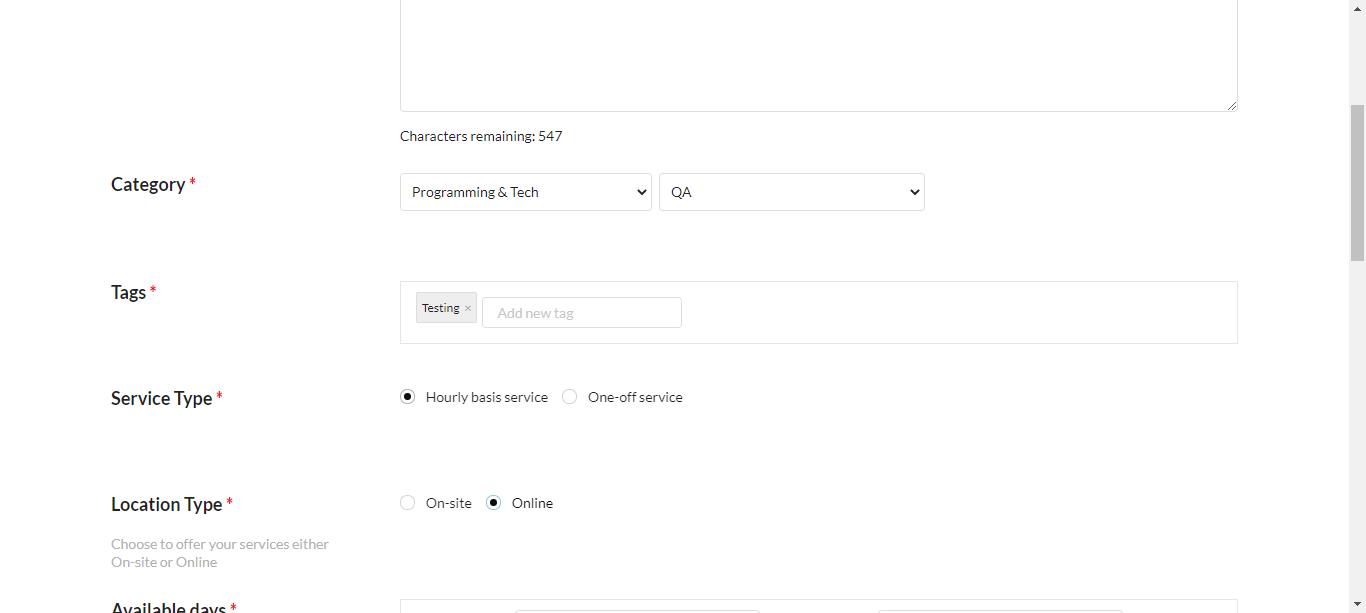 Characters remaining: 547
Category *
Programming & Tech
QA
Tags *
Testing ×
Add new tag
Service Type *
Hourly basis service
One-off service
Location Type *
On-site
Online
Choose to offer your services either
On-site or Online
Available days *